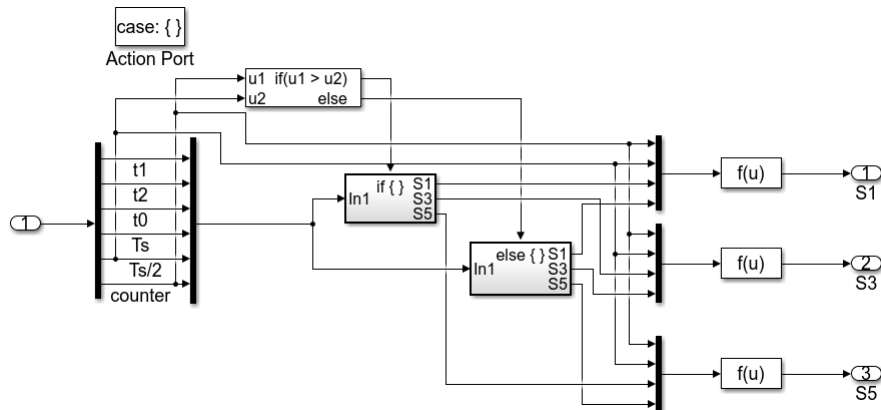 case: { }
Action Port
u1 if(u1 > u2)
u2 else
t1
t2
t0
Ts
Ts/2
counter
1
In1 if { } S1
S3
S5
In1 else { } S1
S3
S5
f(u)
1
S1
f(u)
2
S3
f(u)
3
S5